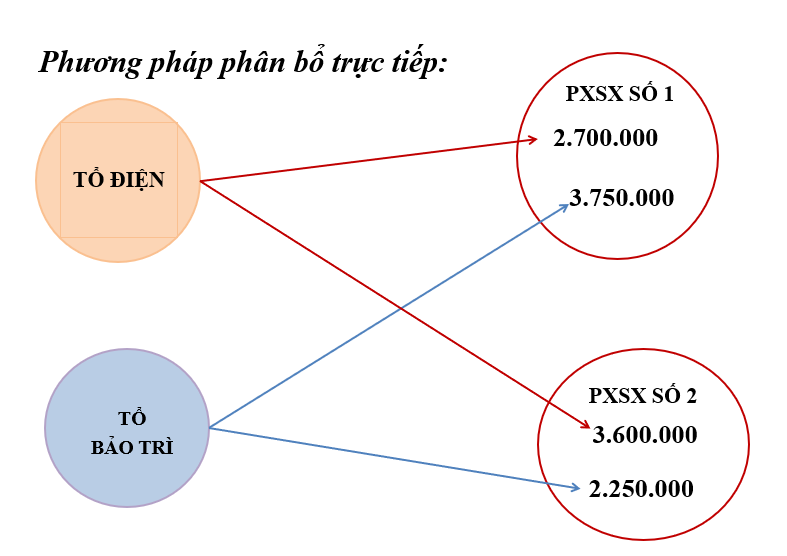 Phương pháp phân bổ trực tiếp:
PXSX SỐ 1
2.700.000
TỔ ĐIỆN
3.750.000
PXSX SỐ 2
TỔ
BẢO TRÌ
3.600.000
2.250.000